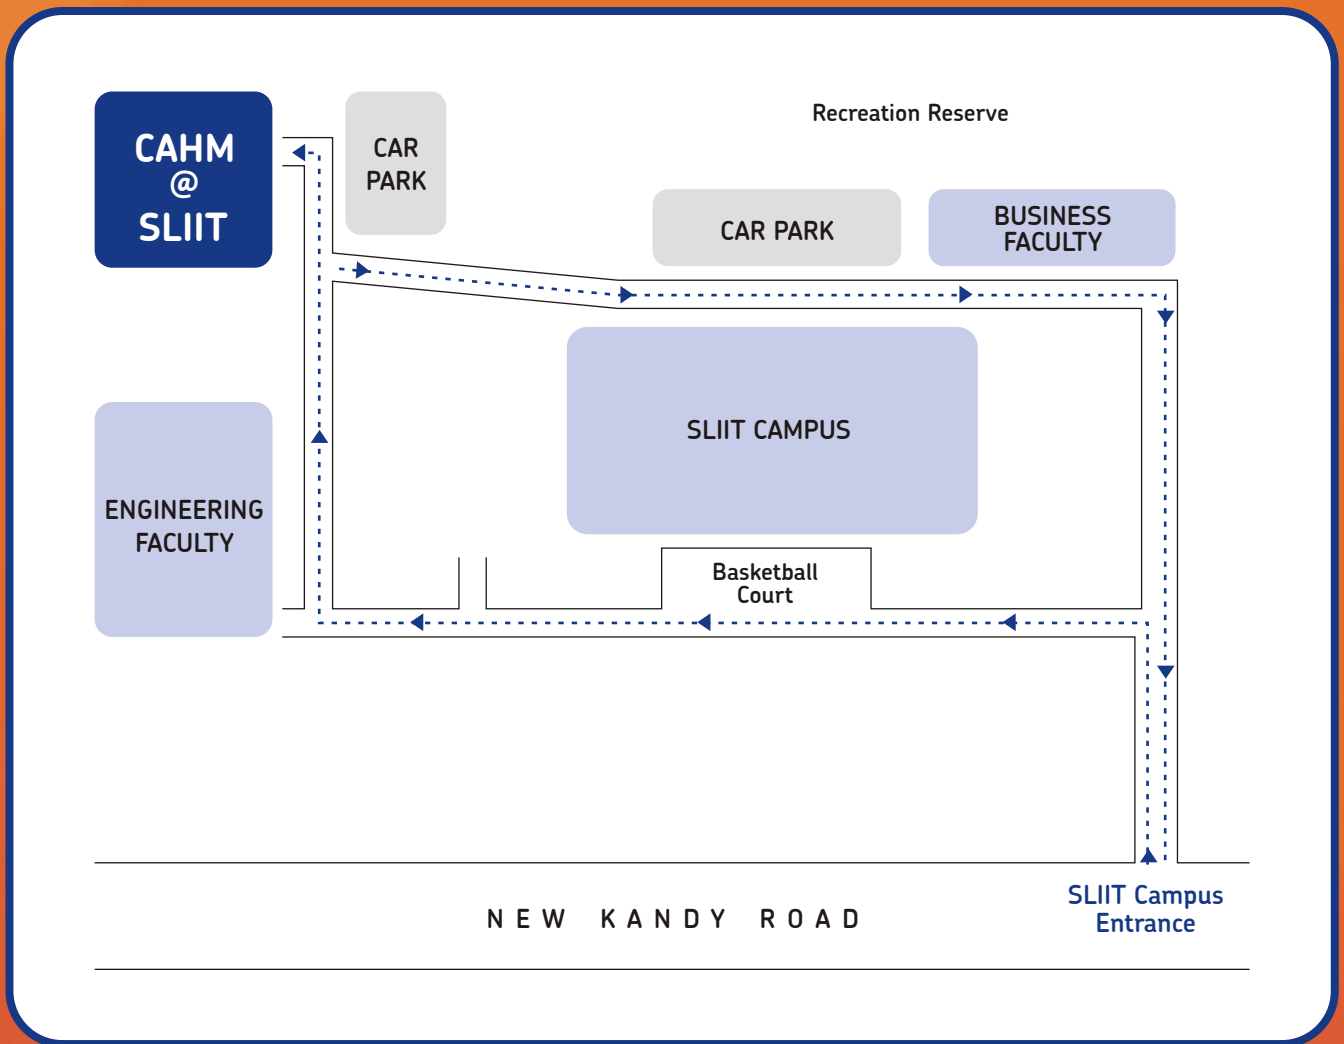 Recreation Reserve
CAHM
@
SLIIT
CAR
PARK
CAR PARK
BUSINESS
FACULTY
SLIIT CAMPUS
ENGINEERING
FACULTY
Basketball
Court
SLIIT Campus
Entrance
NEW KANDY ROAD